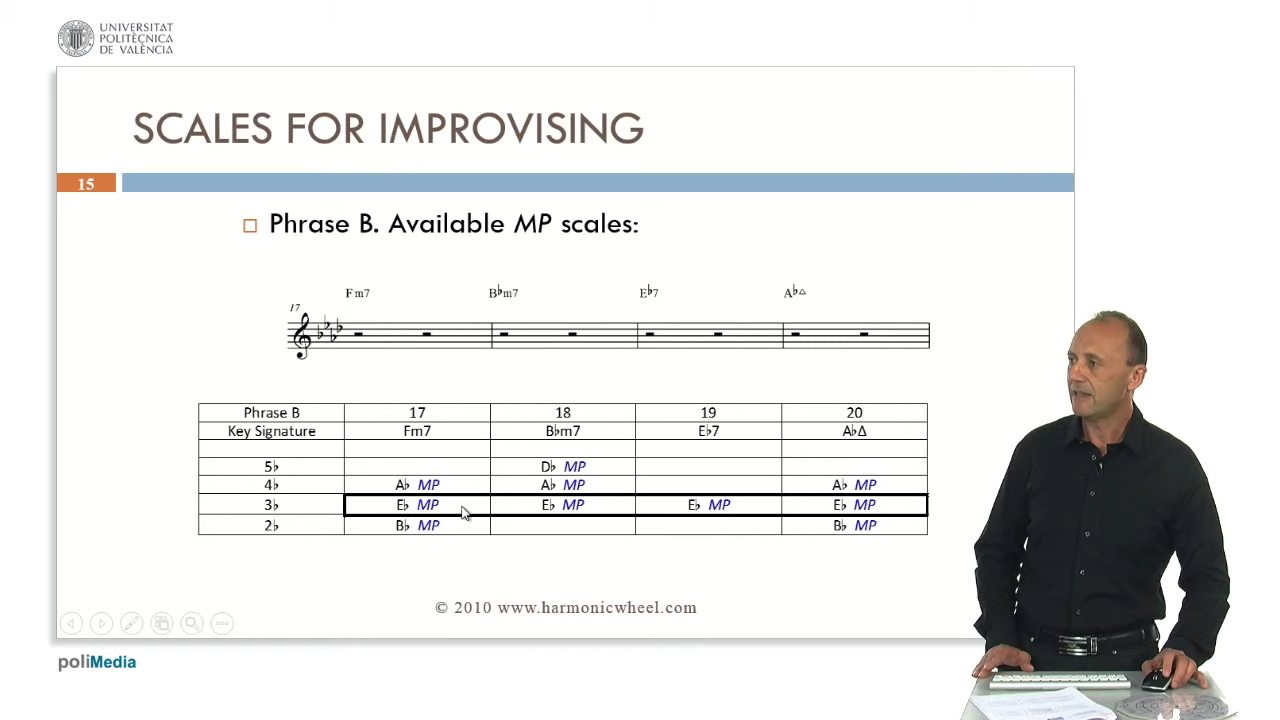 UNIVERSITAT
POLITÈCNICA
DE VALÈNCIA
SCALES FOR IMPROVISING
15
Phrase B. Available MP scales:
Fm7 B♭m7 E♭7 A♭△
17
Phrase B 17 18 19 20
Key Signature Fm7 B♭m7 E♭7 A♭Δ
5♭ D♭ MP
4♭ A♭ MP A♭ MP A♭ MP
3♭ E♭ MP E♭ MP E♭ MP E♭ MP
2♭ B♭ MP B♭ MP
© 2010 www.harmonicwheel.com
poliMedia